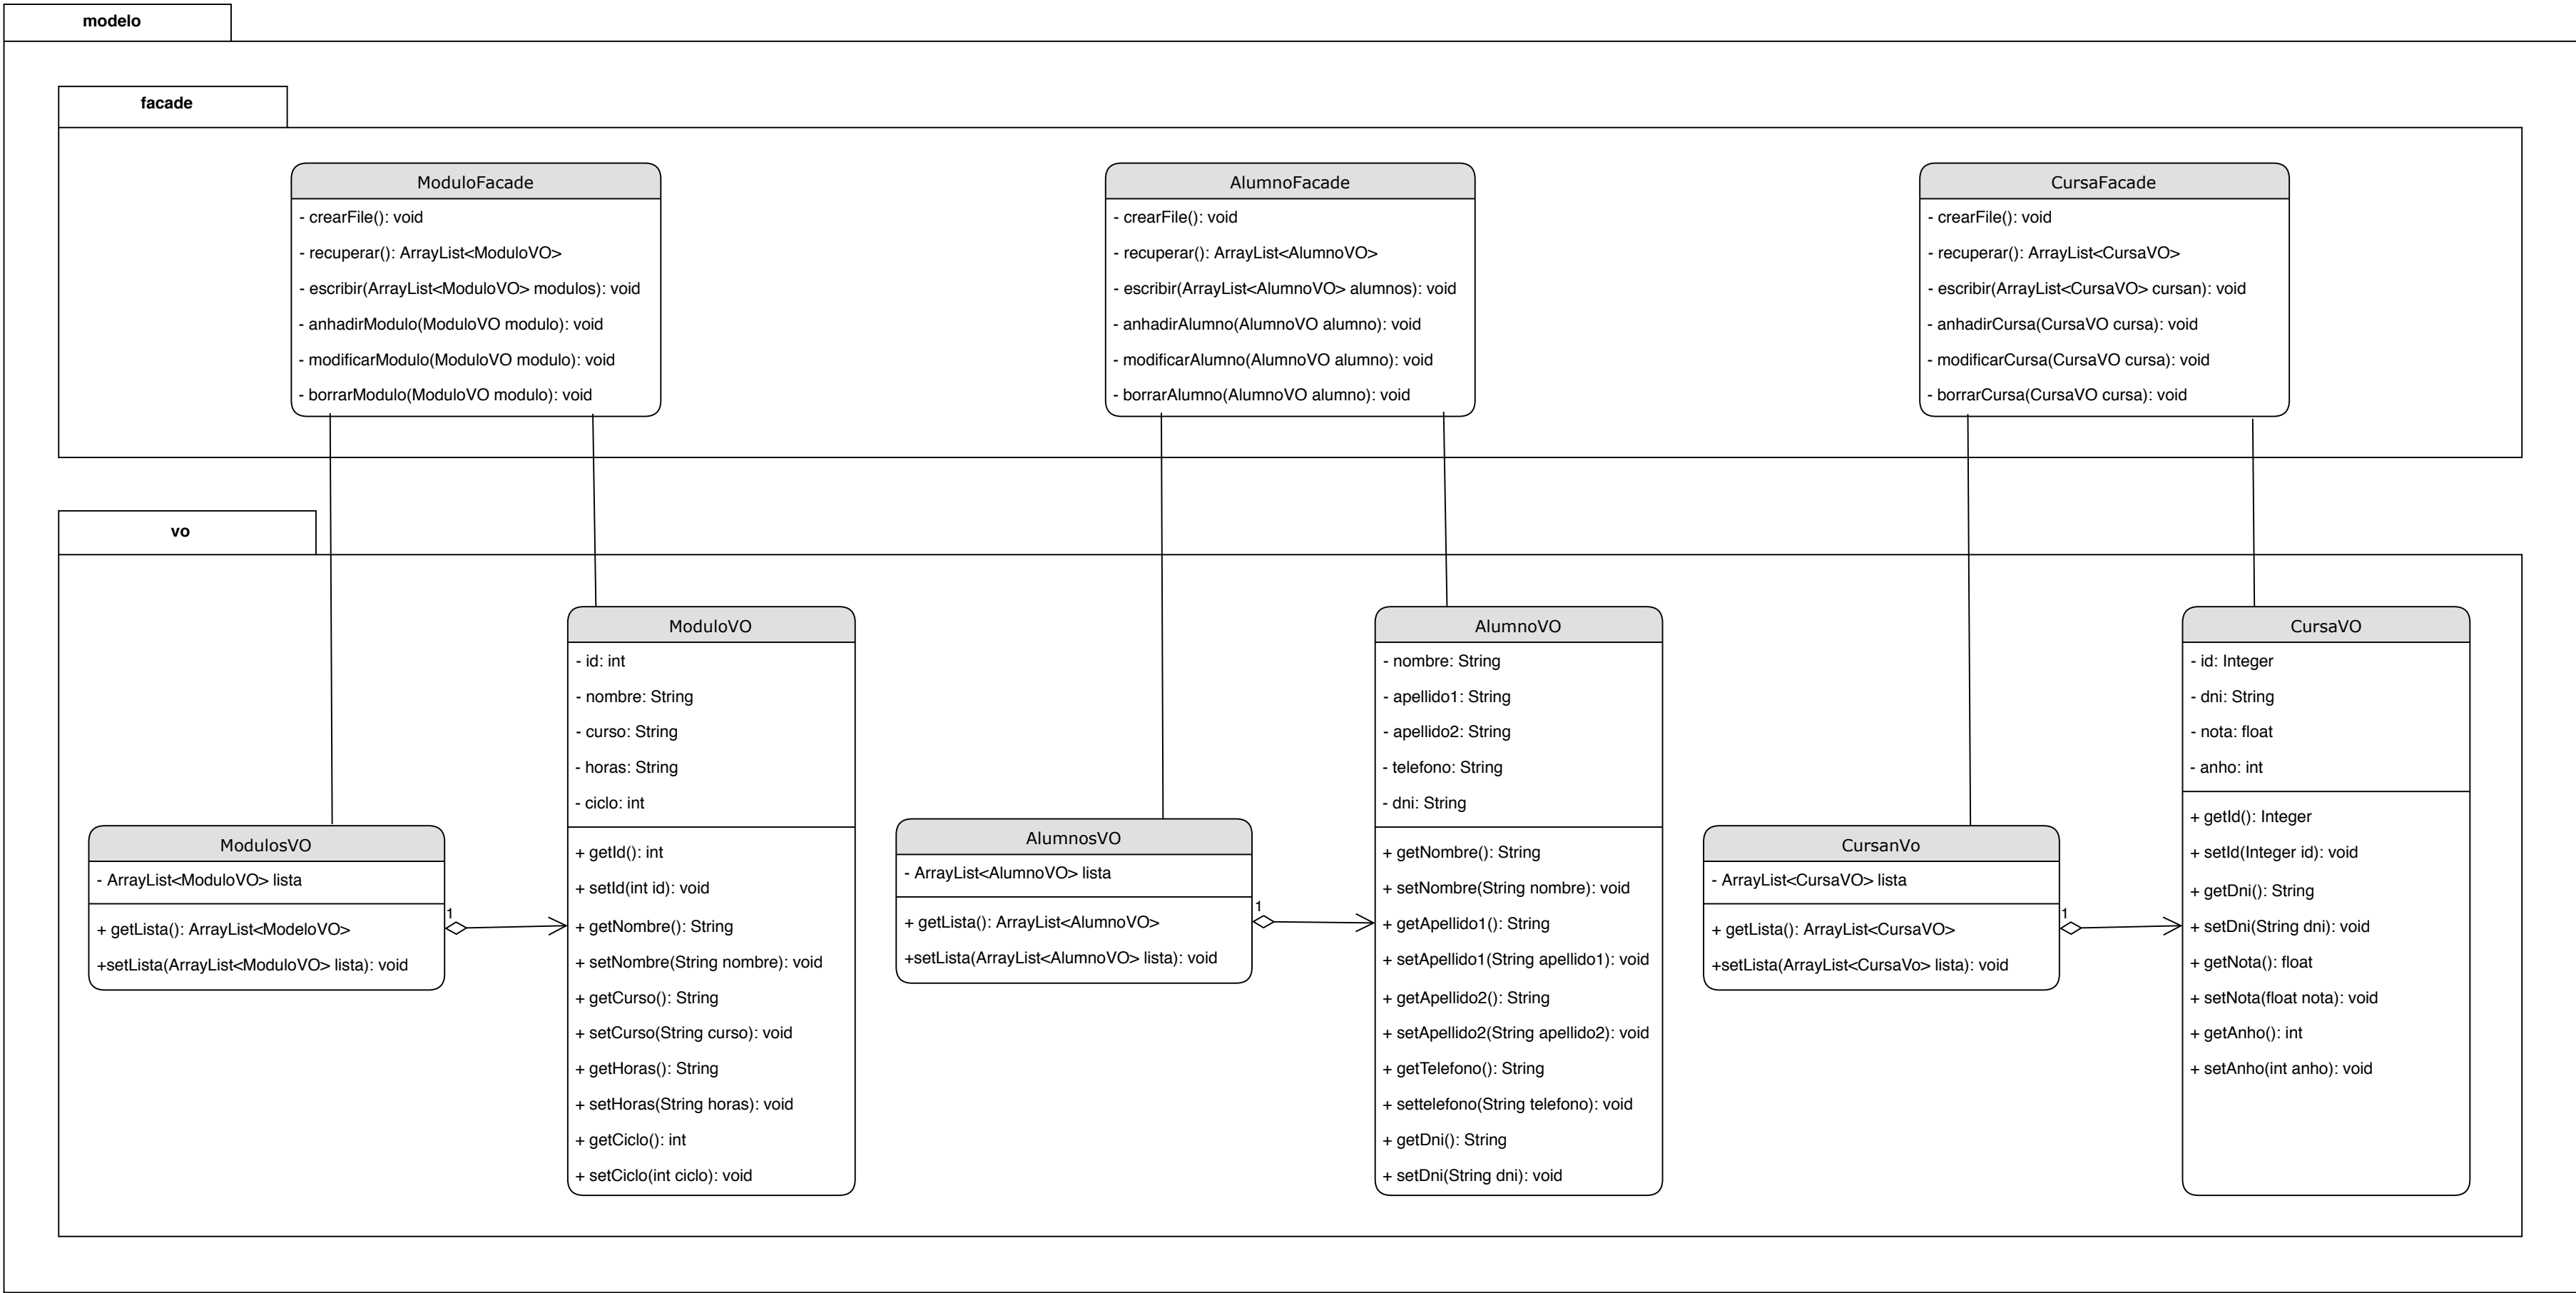 modelo
facade
ModuloFacade
- crearFile(): void
- recuperar(): ArrayList<ModuloVO>
- escribir(ArrayList<ModuloVO> modulos): void
- anhadirModulo(ModuloVO modulo): void
- modificarModulo(ModuloVO modulo): void
- borrarModulo(ModuloVO modulo): void
AlumnoFacade
- crearFile(): void
- recuperar(): ArrayList<AlumnoVO>
- escribir(ArrayList<AlumnoVO> alumnos): void
- anhadirAlumno(AlumnoVO alumno): void
- modificarAlumno(AlumnoVO alumno): void
- borrarAlumno(AlumnoVO alumno): void
CursaFacade
- crearFile(): void
- recuperar(): ArrayList<CursaVO>
- escribir(ArrayList<CursaVO> cursan): void
- anhadirCursa(CursaVO cursa): void
- modificarCursa(CursaVO cursa): void
- borrarCursa(CursaVO cursa): void
vo
ModulosVO
- ArrayList<ModuloVO> lista
+ getLista(): ArrayList<ModeloVO>
+setLista(ArrayList<ModuloVO> lista): void
1
ModuloVO
- id: int
- nombre: String
- curso: String
- horas: String
- ciclo: int
+ getId(): int
+ setId(int id): void
+ getNombre(): String
+ setNombre(String nombre): void
+ getCurso(): String
+ setCurso(String curso): void
+ getHoras(): String
+ setHoras(String horas): void
+ getCiclo(): int
+ setCiclo(int ciclo): void
AlumnosVO
- ArrayList<AlumnoVO> lista
+ getLista(): ArrayList<AlumnoVO>
+setLista(ArrayList<AlumnoVO> lista): void
1
AlumnoVO
- nombre: String
- apellido1: String
- apellido2: String
- telefono: String
- dni: String
+ getNombre(): String
+ setNombre(String nombre): void
+ getApellido1(): String
+ setApellido1(String apellido1): void
+ getApellido2(): String
+ setApellido2(String apellido2): void
+ getTelefono(): String
+ settelefono(String telefono): void
+ getDni(): String
+ setDni(String dni): void
CursanVo
- ArrayList<CursaVO> lista
+ getLista(): ArrayList<CursaVO>
+setLista(ArrayList<CursaVo> lista): void
1
CursaVO
- id: Integer
- dni: String
- nota: float
- anho: int
+ getId(): Integer
+ setId(Integer id): void
+ getDni(): String
+ setDni(String dni): void
+ getNota(): float
+ setNota(float nota): void
+ getAnho(): int
+ setAnho(int anho): void